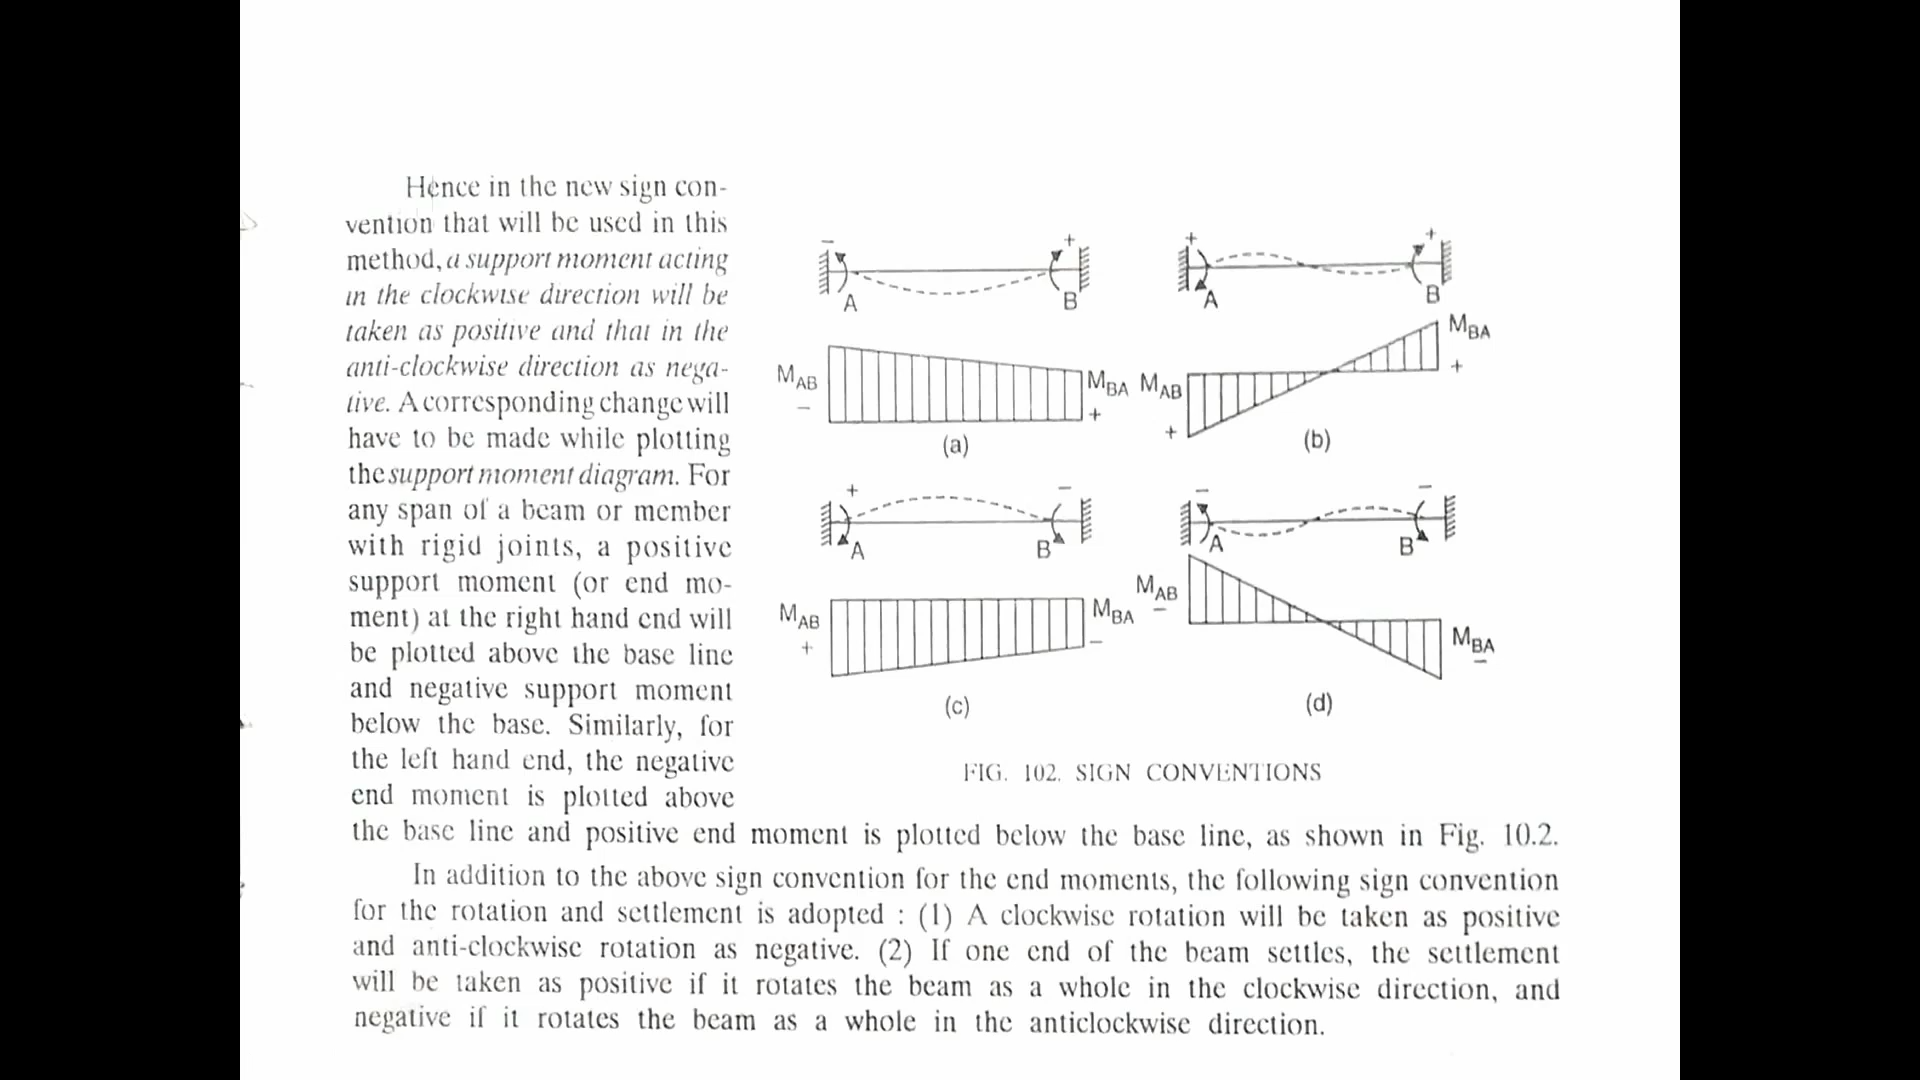 Hence in the new sign con-
vention that will be used in this
method, a support moment acting
in the clockwise direction will be
taken as positive and that in the
anti-clockwise direction as nega-
tive. A corresponding change will
have to be made while plotting
the support moment diagram. For
any span of a beam or member
with rigid joints, a positive
support moment (or end mo-
ment) at the right hand end will
be plotted above the base line
and negative support moment
below the base. Similarly, for
the left hand end, the negative
end moment is plotted above
the base line and positive end moment is plotted below the base line, as shown in Fig. 10.2.
− + + +
A B A B
MAB − MBA + MAB + MBA +
(a) (b)
+ − − −
A B A B
MAB + MBA − MAB − MBA −
(c) (d)
FIG. 102. SIGN CONVENTIONS
In addition to the above sign convention for the end moments, the following sign convention
for the rotation and settlement is adopted : (1) A clockwise rotation will be taken as positive
and anti-clockwise rotation as negative. (2) If one end of the beam settles, the settlement
will be taken as positive if it rotates the beam as a whole in the clockwise direction, and
negative if it rotates the beam as a whole in the anticlockwise direction.